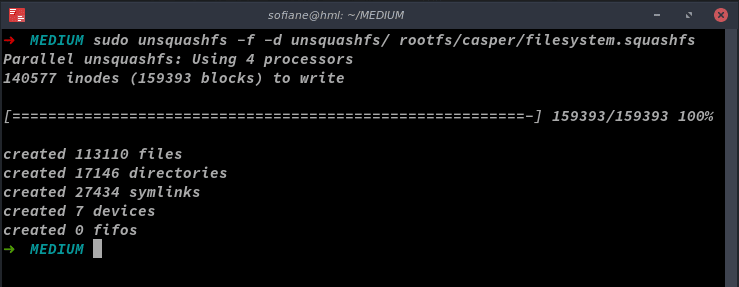 sofiane@hml: ~/MEDIUM
➜ MEDIUM sudo unsquashfs -f -d unsquashfs/ rootfs/casper/filesystem.squashfs
Parallel unsquashfs: Using 4 processors
140577 inodes (159393 blocks) to write
[=========================================================-] 159393/159393 100%
created 113110 files
created 17146 directories
created 27434 symlinks
created 7 devices
created 0 fifos
➜ MEDIUM